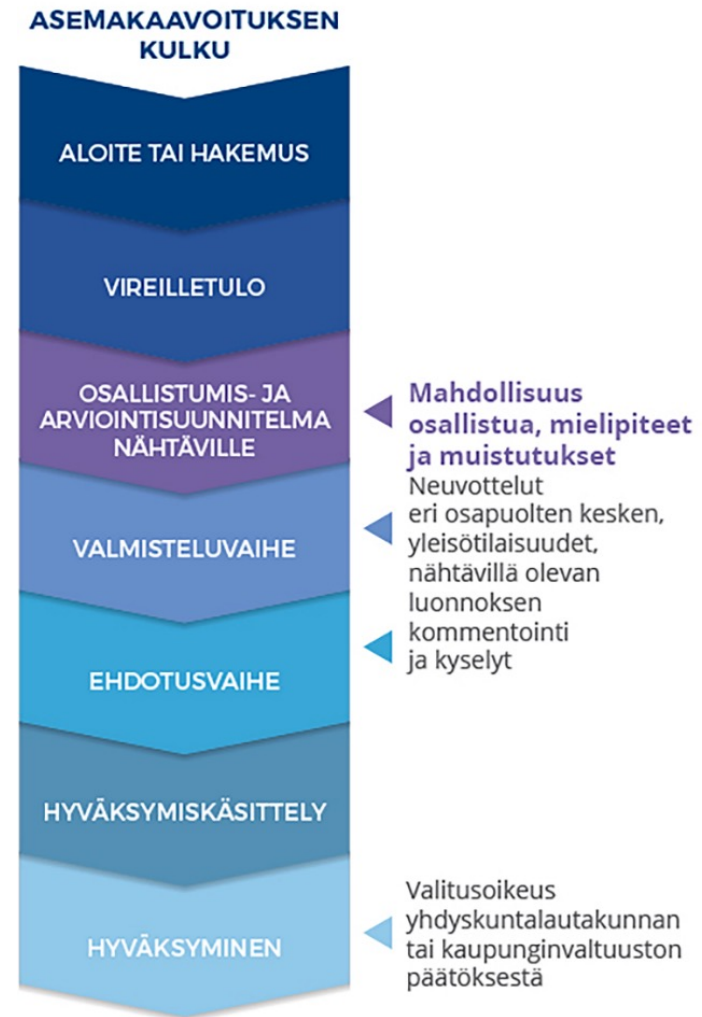 ASEMAKAAVOITUKSEN
KULKU
ALOITE TAI HAKEMUS
VIREILLETULO
OSALLISTUMIS- JA
ARVIOINTISUUNNITELMA
NÄHTÄVILLE
Mahdollisuus
osallistua, mielipiteet
ja muistutukset
VALMISTELUVAIHE
Neuvottelut
eri osapuolten kesken,
yleisötilaisuudet,
nähtävillä olevan
luonnoksen
kommentointi
ja kyselyt
EHDOTUSVAIHE
HYVÄKSYMISKÄSITTELY
HYVÄKSYMINEN
Valitusoikeus
yhdyskuntalautakunnan
tai kaupunginvaltuuston
päätöksestä